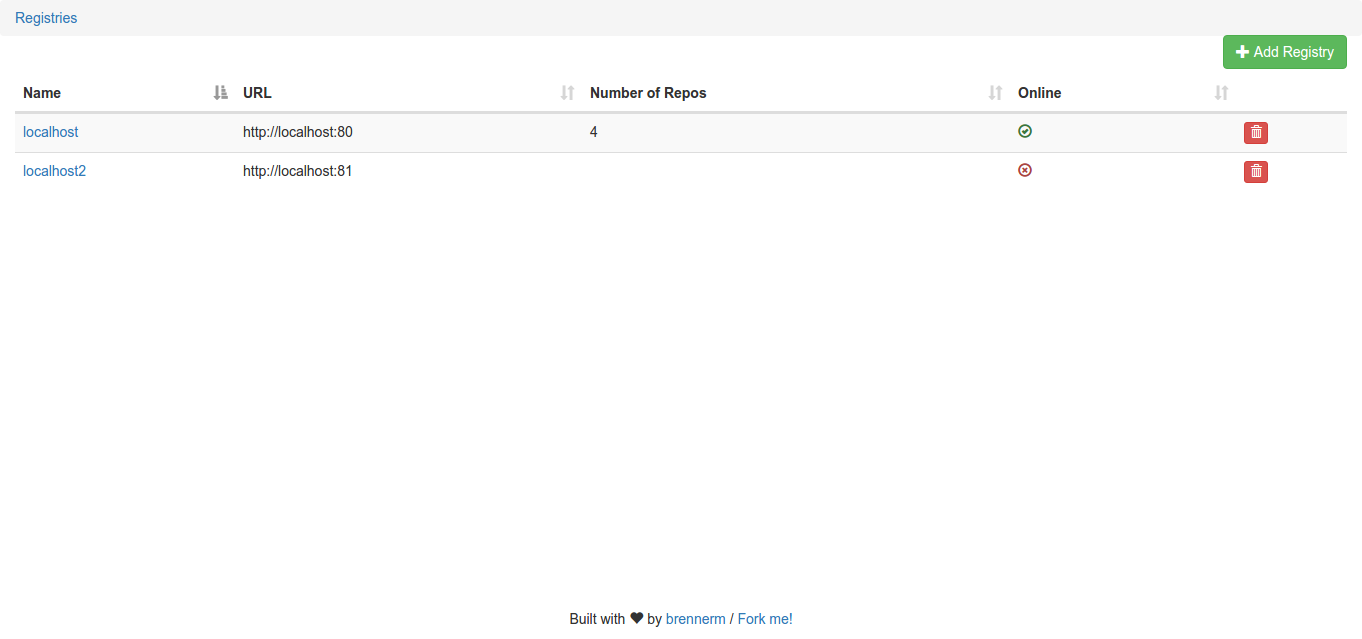 Registries
Add Registry
Name URL Number of Repos Online
localhost http://localhost:80 4
localhost2 http://localhost:81
Built with ♥ by brennerm / Fork me!